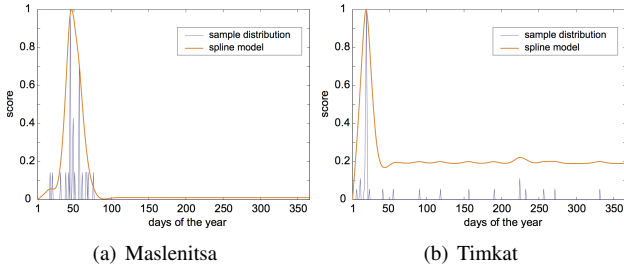 1
0.8
0.6
0.4
0.2
0
score
sample distribution
spline model
1 50 100 150 200 250 300 350
days of the year
(a) Maslenitsa
1
0.8
0.6
0.4
0.2
0
score
sample distribution
spline model
1 50 100 150 200 250 300 350
days of the year
(b) Timkat